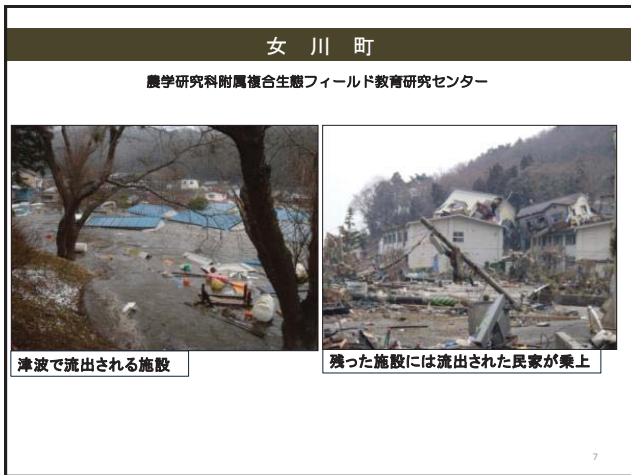 女 川 町
農学研究科附属複合生態フィールド教育研究センター
津波で流出される施設
残った施設には流出された民家が乗上
7